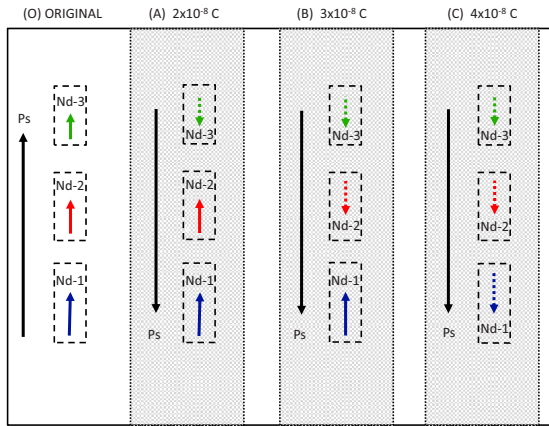 (O) ORIGINAL (A) 2x10⁻⁸ C (B) 3x10⁻⁸ C (C) 4x10⁻⁸ C
Nd-3
Ps
Nd-3 Nd-3 Nd-3
Nd-2 Nd-2
Nd-2 Nd-2
Nd-1 Nd-1 Nd-1
Nd-1
Ps Ps Ps